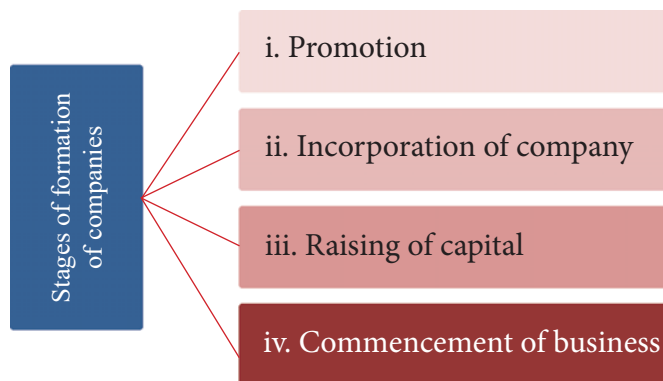 Stages of formation
of companies
i. Promotion
ii. Incorporation of company
iii. Raising of capital
iv. Commencement of business